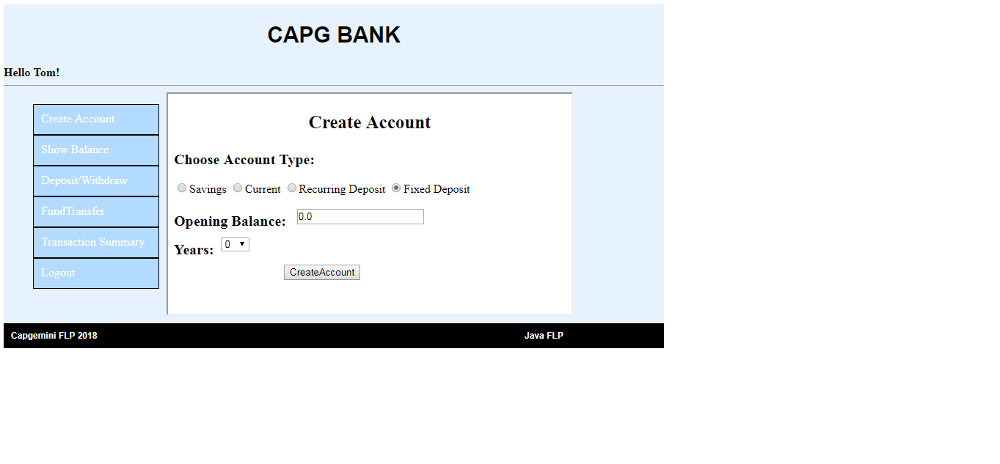 CAPG BANK
Hello Tom!
Create Account
Show Balance
Deposit/Withdraw
FundTransfer
Transaction Summary
Logout
Create Account
Choose Account Type:
Savings Current Recurring Deposit Fixed Deposit
Opening Balance: 0.0
Years: 0
CreateAccount
Capgemini FLP 2018 Java FLP